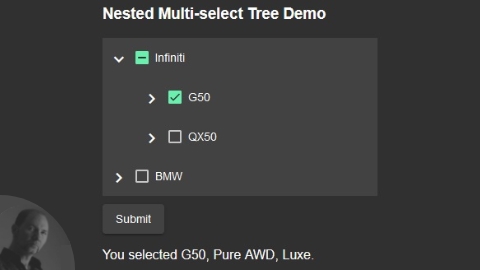 Nested Multi-select Tree Demo
Infiniti
G50
QX50
BMW
Submit
You selected G50, Pure AWD, Luxe.